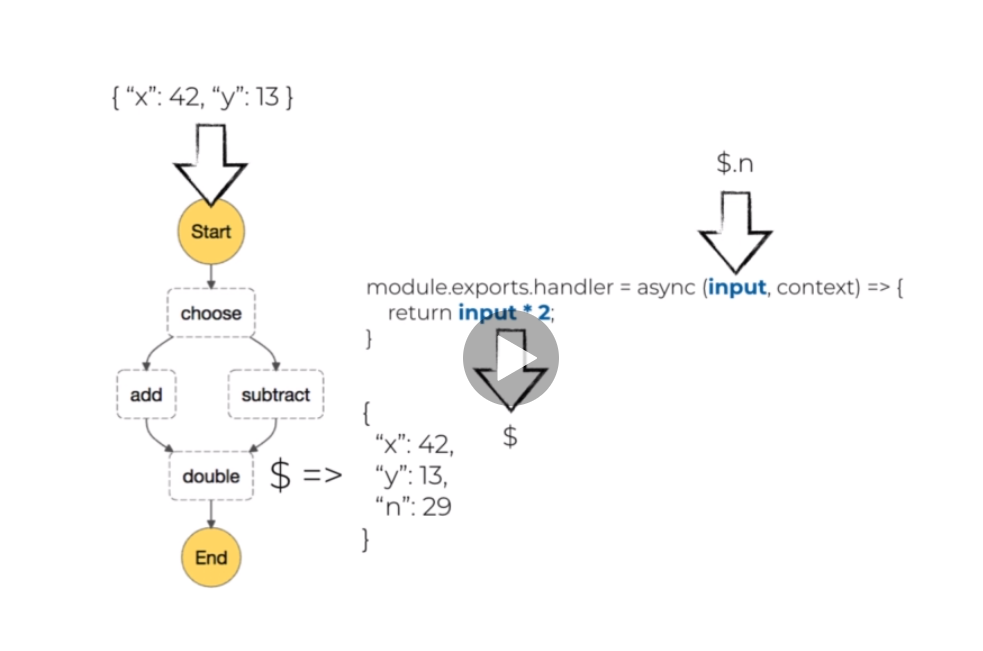 { “x”: 42, “y”: 13 }
Start
choose
add
subtract
double
End
$ =>
{
“x”: 42,
“y”: 13,
“n”: 29
}
$.n
module.exports.handler = async (input, context) => {
return input * 2;
}
$